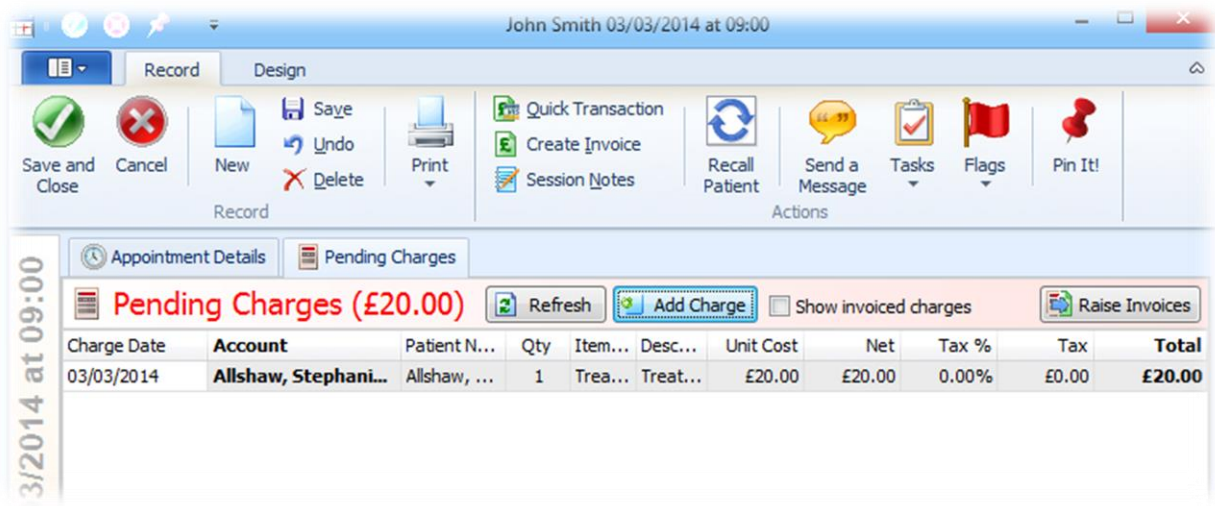 John Smith 03/03/2014 at 09:00
Record Design
Save and Close
Cancel
New
Save
Undo
Delete
Print
Quick Transaction
Create Invoice
Session Notes
Recall Patient
Send a Message
Tasks
Flags
Pin It!
Record
Actions
3/2014 at 09:00
Appointment Details Pending Charges
Pending Charges (£20.00) Refresh Add Charge Show invoiced charges Raise Invoices
Charge Date Account Patient N... Qty Item... Desc... Unit Cost Net Tax % Tax Total
03/03/2014 Allshaw, Stephani... Allshaw, ... 1 Trea... Treat... £20.00 £20.00 0.00% £0.00 £20.00